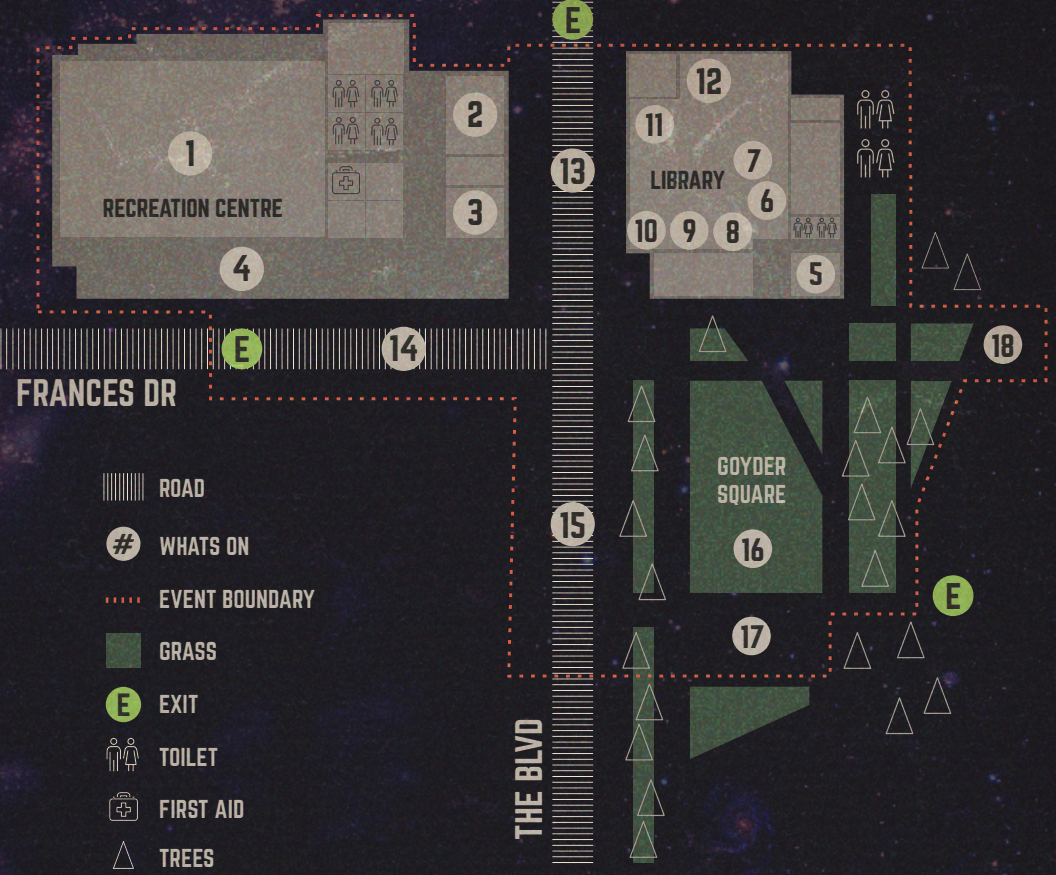 E
12
2
11
1
7
13
LIBRARY
6
RECREATION CENTRE
3
10
9
8
4
5
E
14
18
FRANCES DR
GOYDER
SQUARE
ROAD
15
#
WHATS ON
16
EVENT BOUNDARY
E
17
GRASS
E
EXIT
TOILET
THE BLVD
FIRST AID
TREES